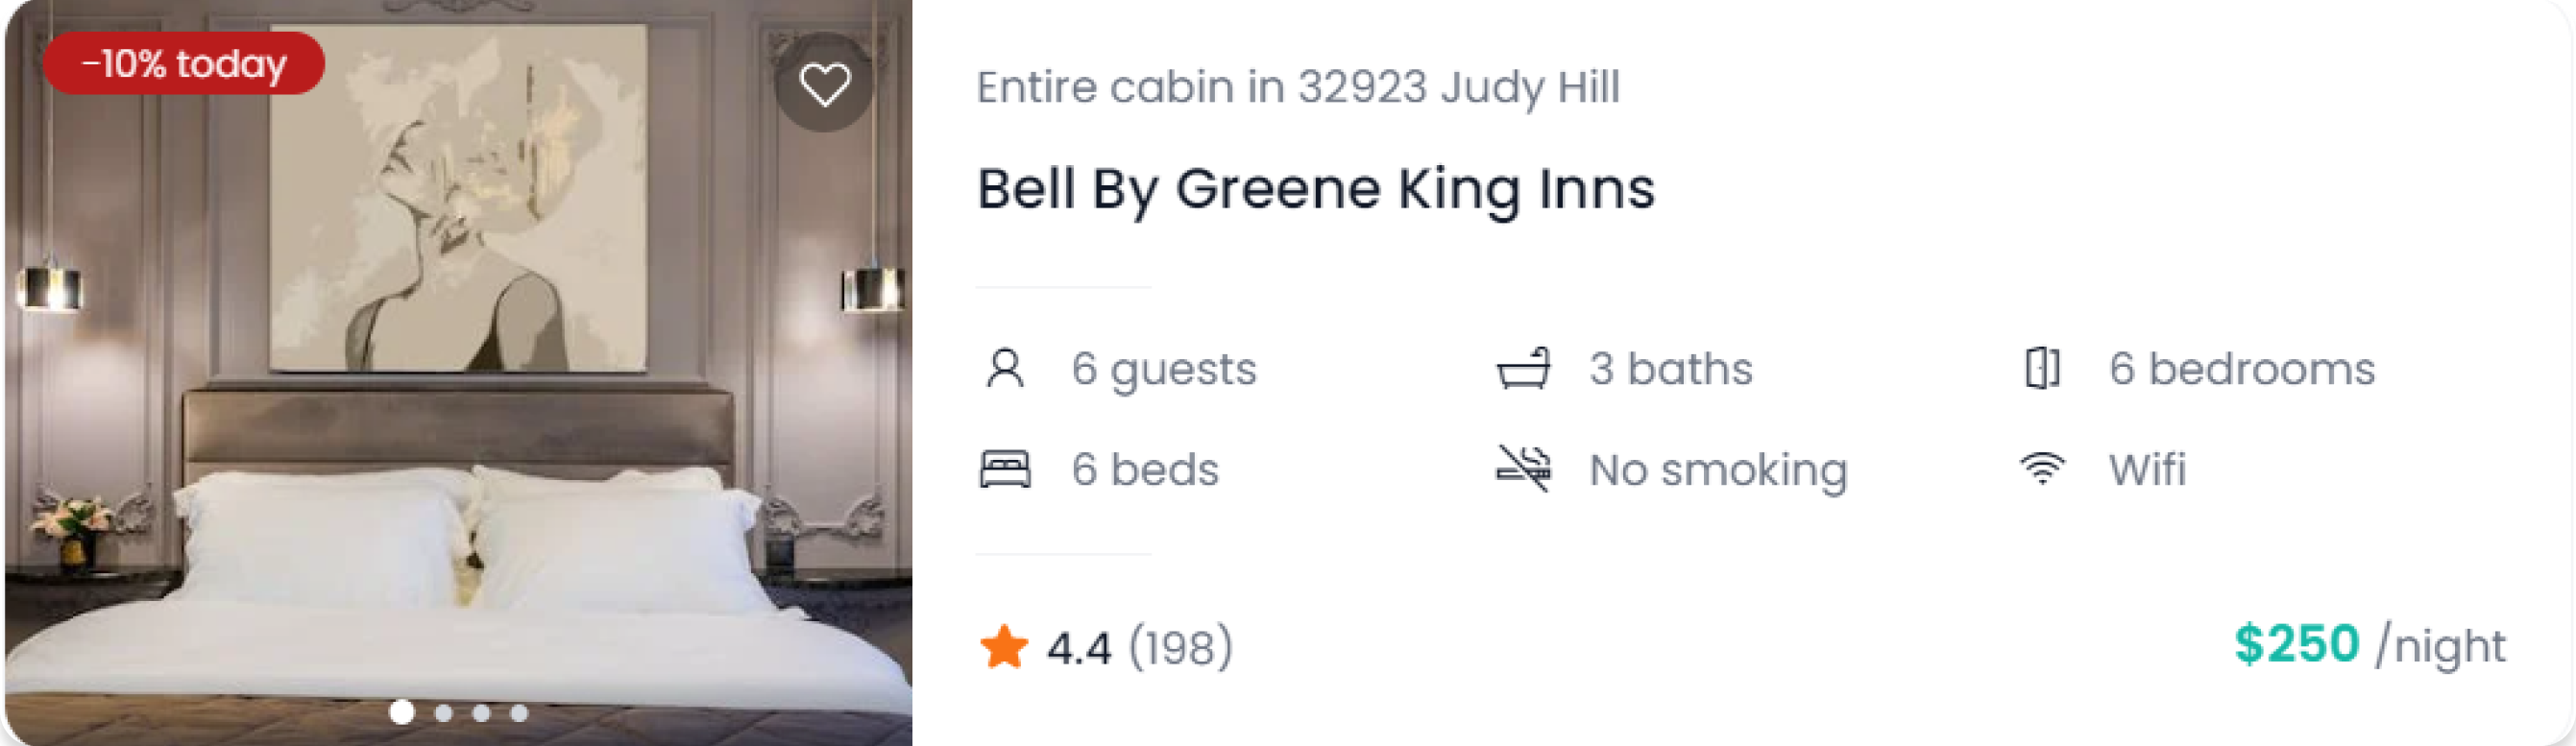 -10% today
Entire cabin in 32923 Judy Hill
Bell By Greene King Inns
6 guests
3 baths
6 bedrooms
6 beds
No smoking
Wifi
4.4 (198)
$250 /night